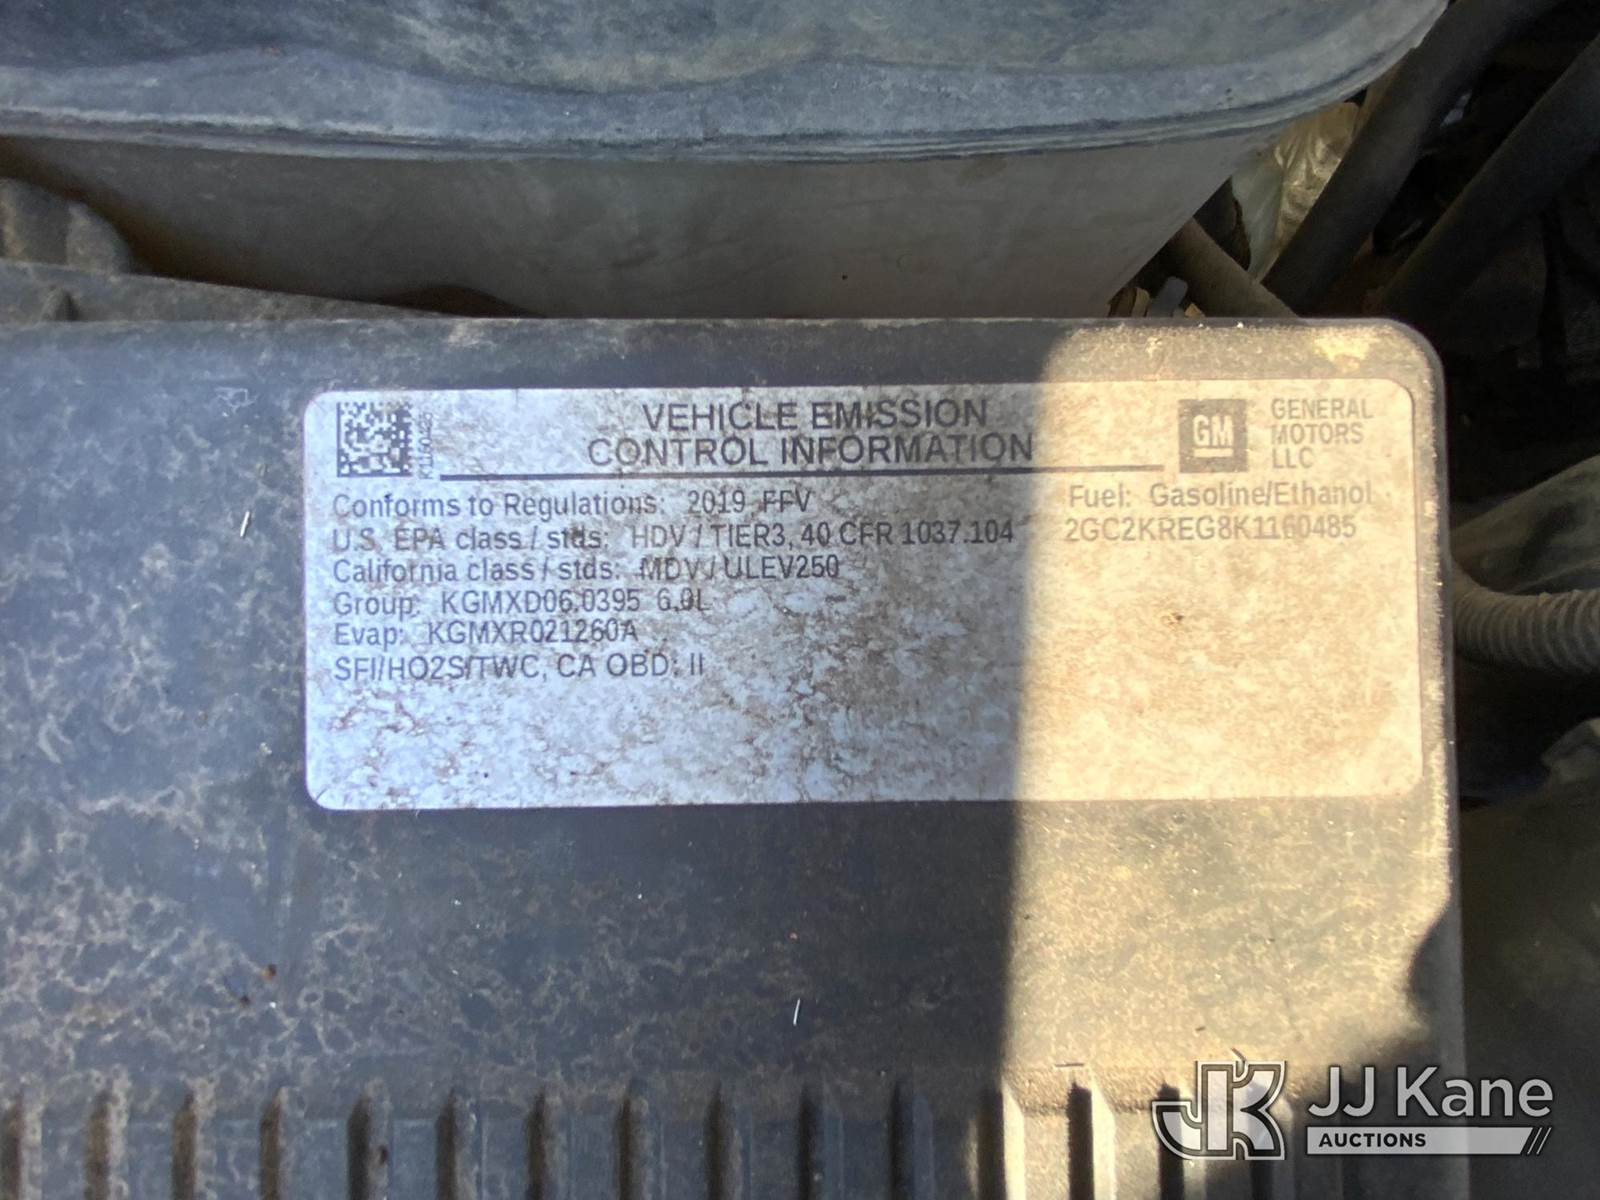 VEHICLE EMISSION
CONTROL INFORMATION
GM
GENERAL
MOTORS
LLC
K1160485
Conforms to Regulations: 2019 FFV
Fuel: Gasoline/Ethanol
U.S. EPA class / stds: HDV / TIER3, 40 CFR 1037.104
2GC2KREG8K1160485
California class / stds: MDV / ULEV250
Group: KGMXD06.0395 6.0L
Evap: KGMXR021260A
SFI/HO2S/TWC, CA OBD: II
JK
JJ Kane
AUCTIONS